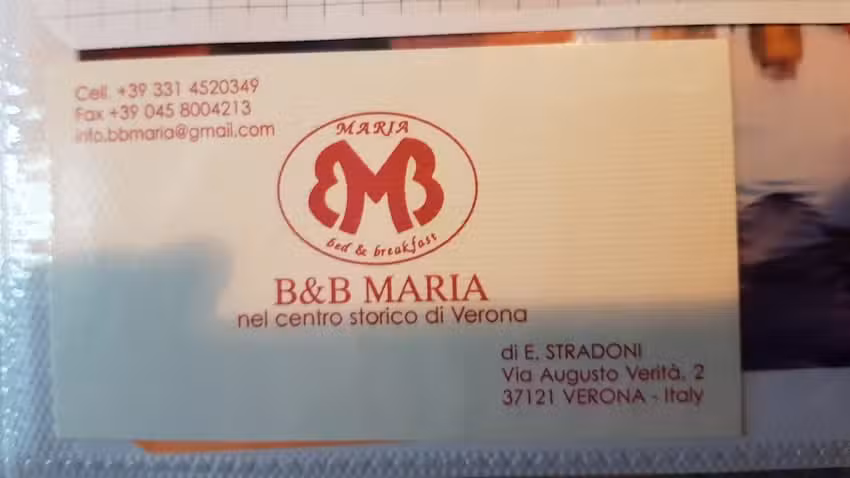 Cell. +39 331 4520349
Fax +39 045 8004213
info.bbmaria@gmail.com
MARIA
BMB
bed & breakfast
B&B MARIA
nel centro storico di Verona
di E. STRADONI
Via Augusto Verità, 2
37121 VERONA - Italy